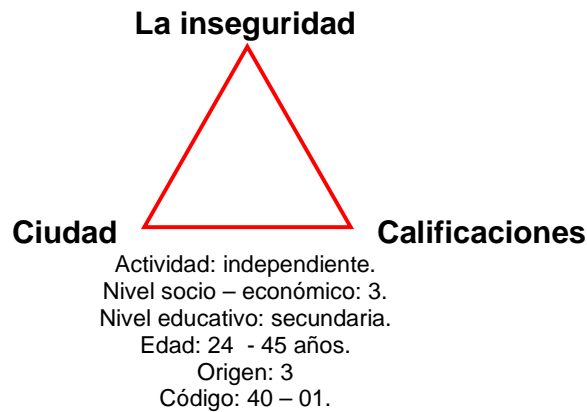 La inseguridad
Ciudad
Calificaciones
Actividad: independiente.
Nivel socio – económico: 3.
Nivel educativo: secundaria.
Edad: 24  - 45 años.
Origen: 3
Código: 40 – 01.